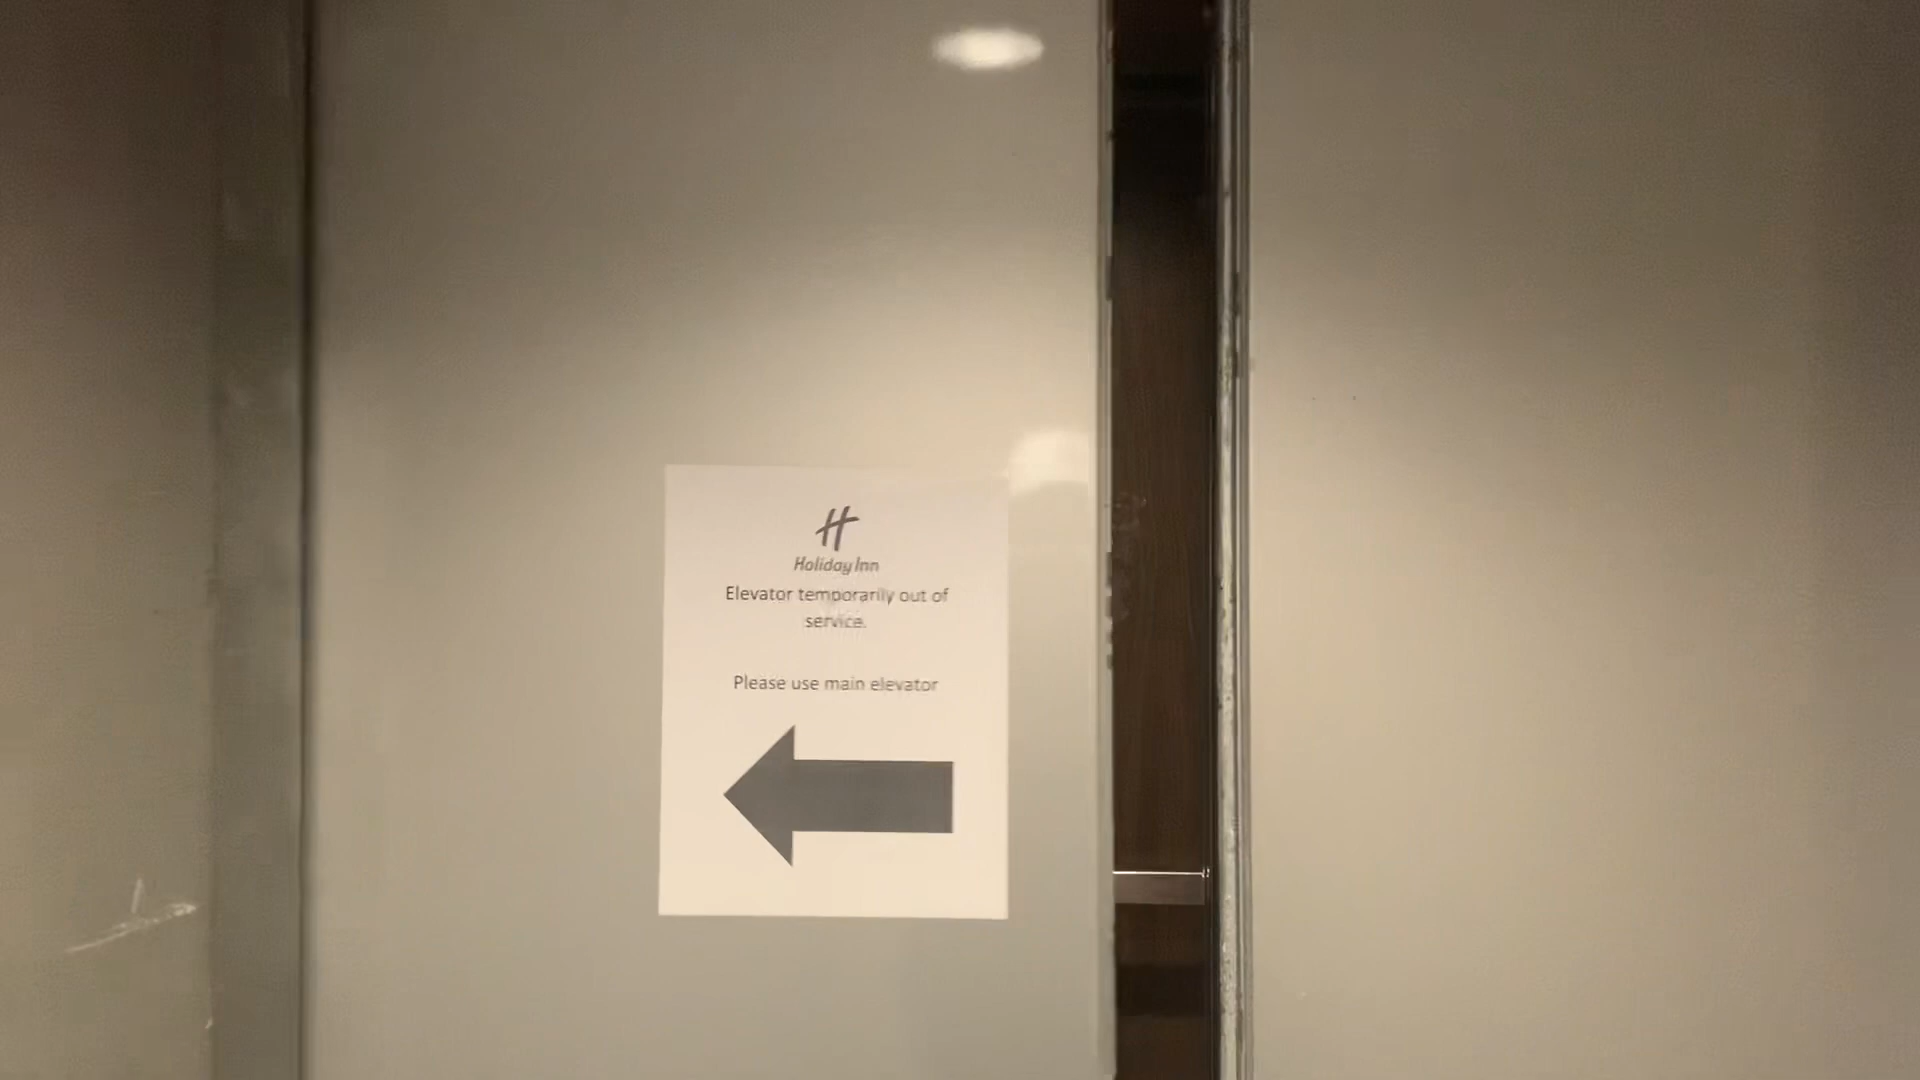 H
Holiday Inn
Elevator temporarily out of
service.
Please use main elevator